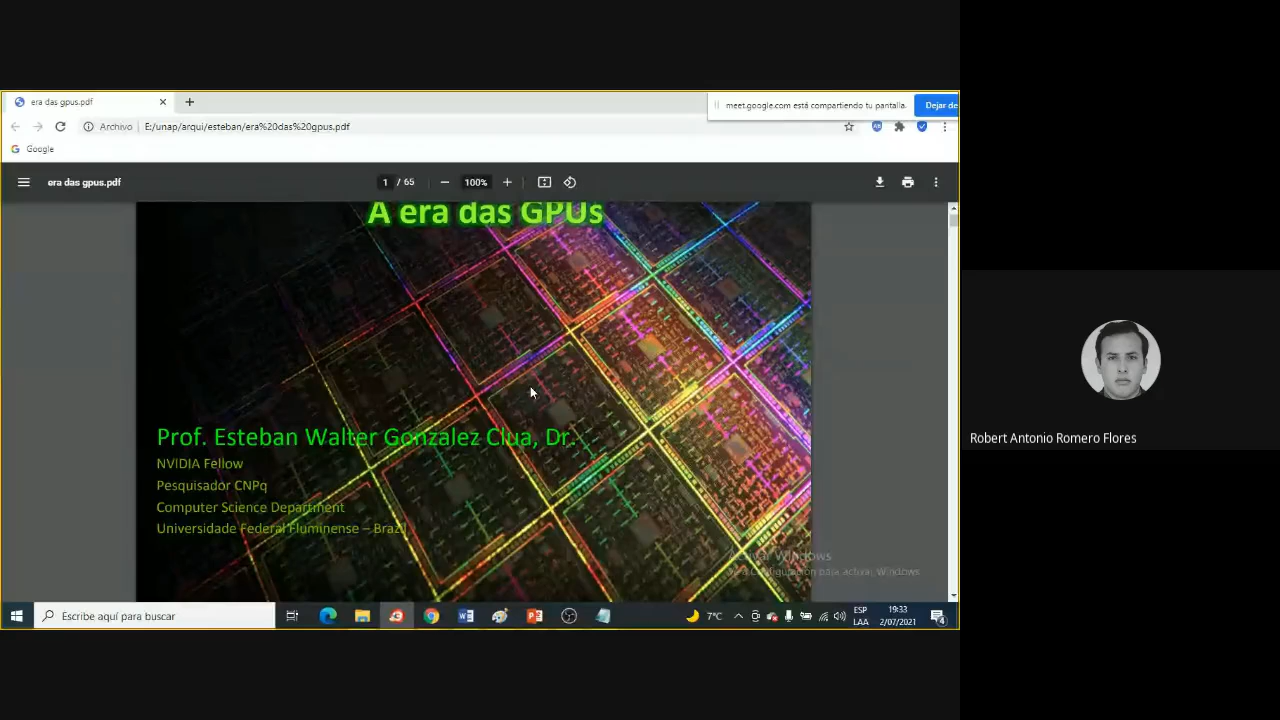 era das gpus.pdf
meet.google.com está compartiendo tu pantalla.
Dejar de
Archivo
E:/unap/arqui/esteban/era%20das%20gpus.pdf
Google
era das gpus.pdf
1 / 65
100%
A era das GPUs
Prof. Esteban Walter Gonzalez Clua, Dr.
NVIDIA Fellow
Pesquisador CNPq
Computer Science Department
Universidade Federal Fluminense – Brazil
Activar Windows
Ve a Configuración para activar Windows.
Robert Antonio Romero Flores
Escribe aquí para buscar
7°C
ESP
LAA
19:33
2/07/2021
4